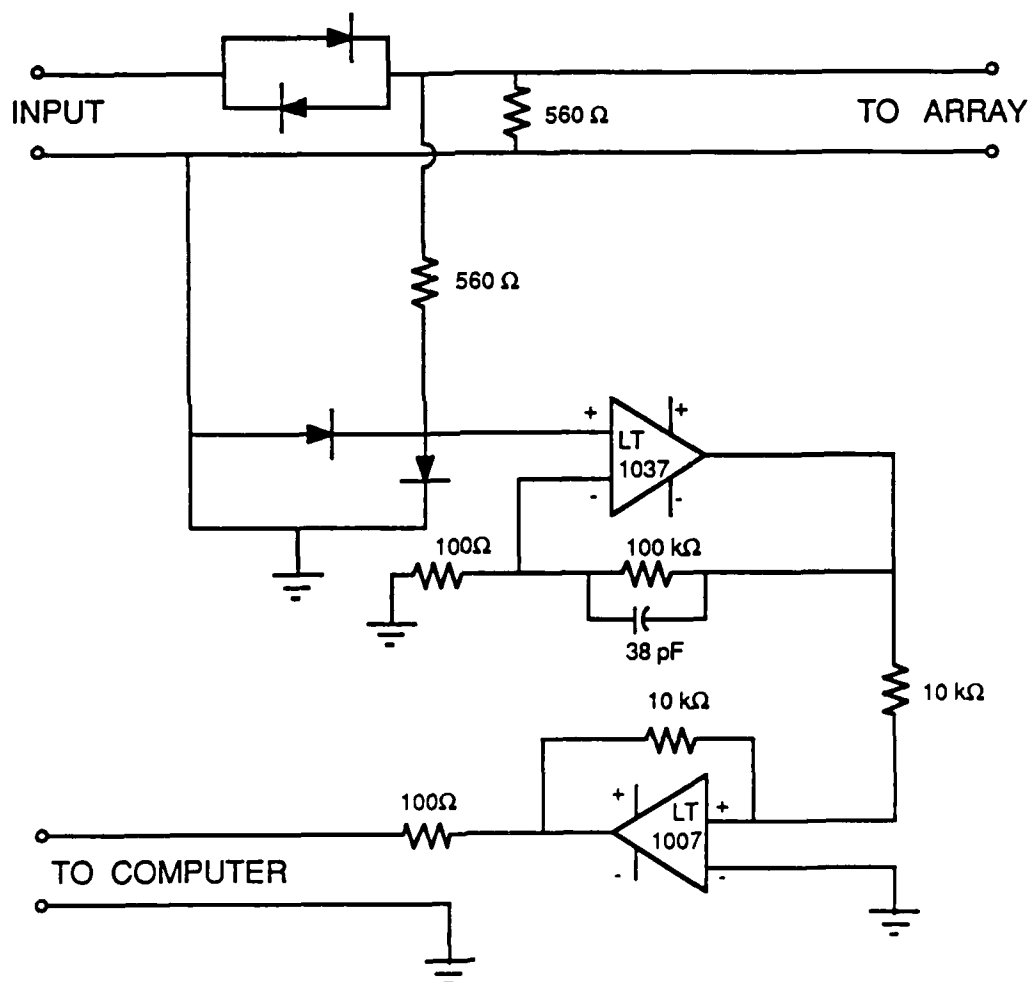 INPUT
560 Ω
TO ARRAY
560 Ω
+
+
LT
1037
-
-
100Ω
100 kΩ
38 pF
10 kΩ
10 kΩ
100Ω
+
LT
+
1007
TO COMPUTER
-
-